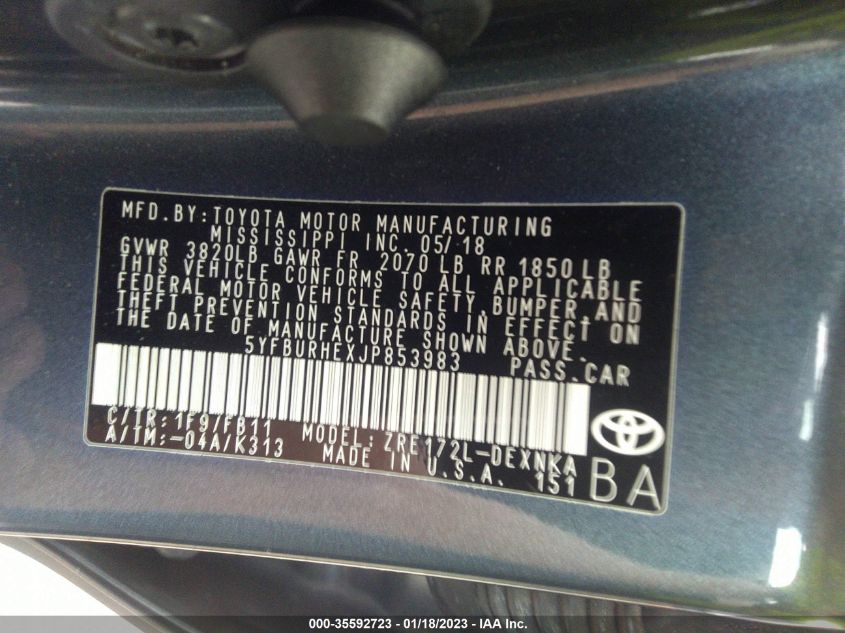 MFD.BY:TOYOTA MOTOR MANUFACTURING
MISSISSIPPI INC. 05/18
GVWR 3820LB GAWR FR 2070 LB RR 1850 LB
THIS VEHICLE CONFORMS TO ALL APPLICABLE
FEDERAL MOTOR VEHICLE SAFETY,BUMPER,AND
THEFT PREVENTION STANDARDS IN EFFECT ON
THE DATE OF MANUFACTURE SHOWN ABOVE.
5YFBURHEXJP853983 PASS.CAR
C/TR:1F9/FB11 MODEL:ZRE172L-DEXNKA
A/TM:-04A/K313 MADE IN U.S.A. 151
BA
000-35592723 - 01/18/2023 - IAA Inc.